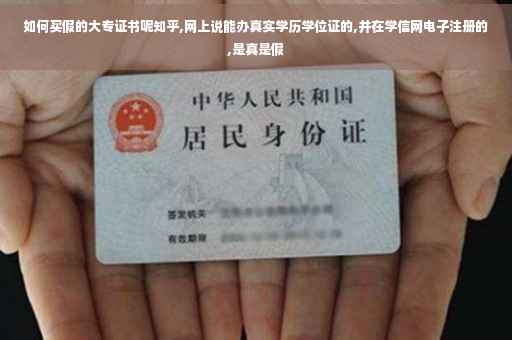 如何买假的大专证书呢知乎,网上说能办真实学历学位证的,并在学信网电子注册的
,是真是假
中华人民共和国
居民身份证
签发机关
有效期限